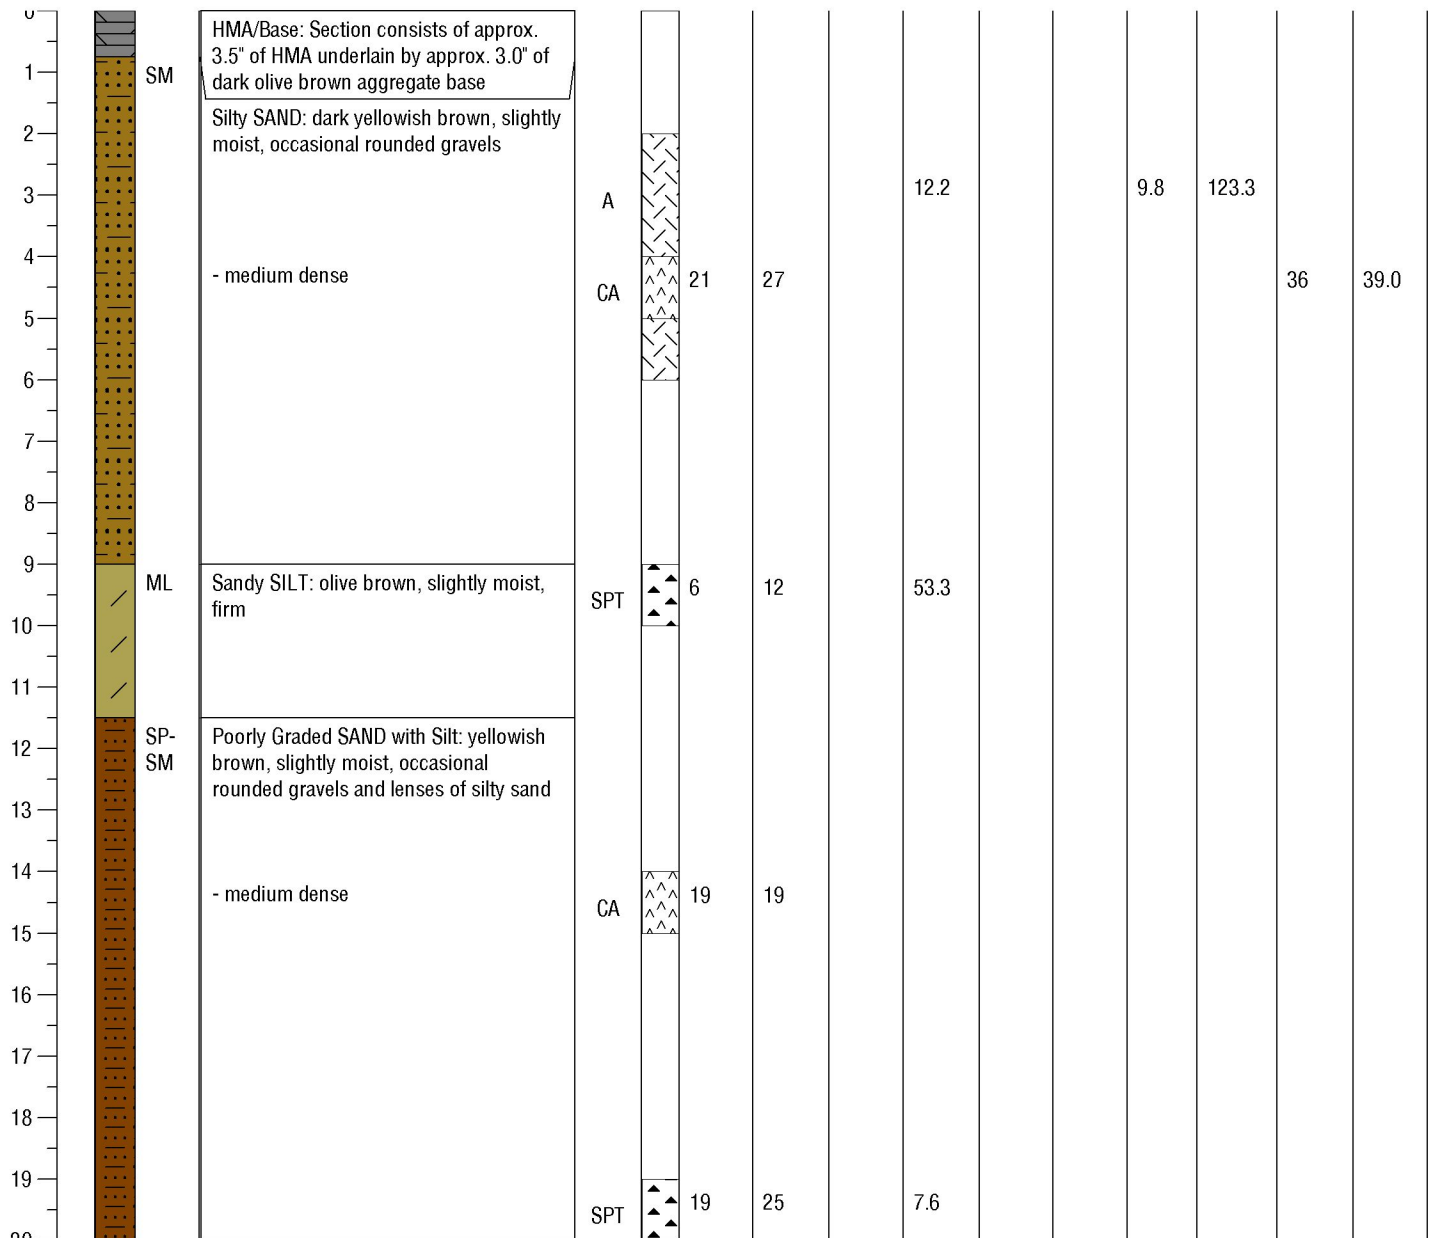 0
HMA/Base: Section consists of approx.
3.5" of HMA underlain by approx. 3.0" of
dark olive brown aggregate base
1
SM
Silty SAND: dark yellowish brown, slightly
moist, occasional rounded gravels
2
3
A
12.2
9.8
123.3
4
- medium dense
CA
21
27
36
39.0
5
6
7
8
9
ML
Sandy SILT: olive brown, slightly moist,
firm
SPT
6
12
53.3
10
11
SP-
SM
Poorly Graded SAND with Silt: yellowish
brown, slightly moist, occasional
rounded gravels and lenses of silty sand
12
13
14
- medium dense
CA
19
19
15
16
17
18
19
SPT
19
25
7.6
20